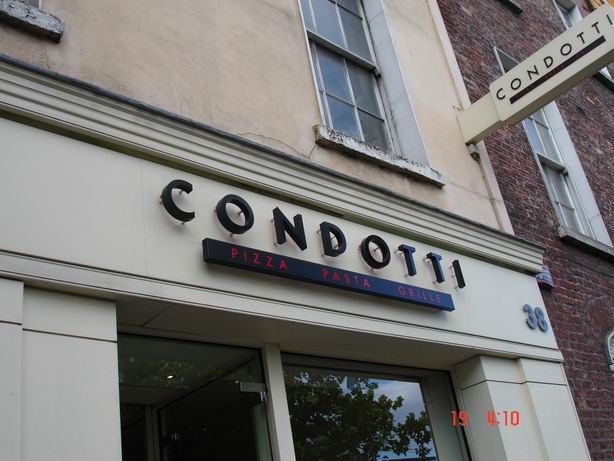 CONDOTTI
CONDOTTI
PIZZA PASTA GRILLE
38
19 4:10